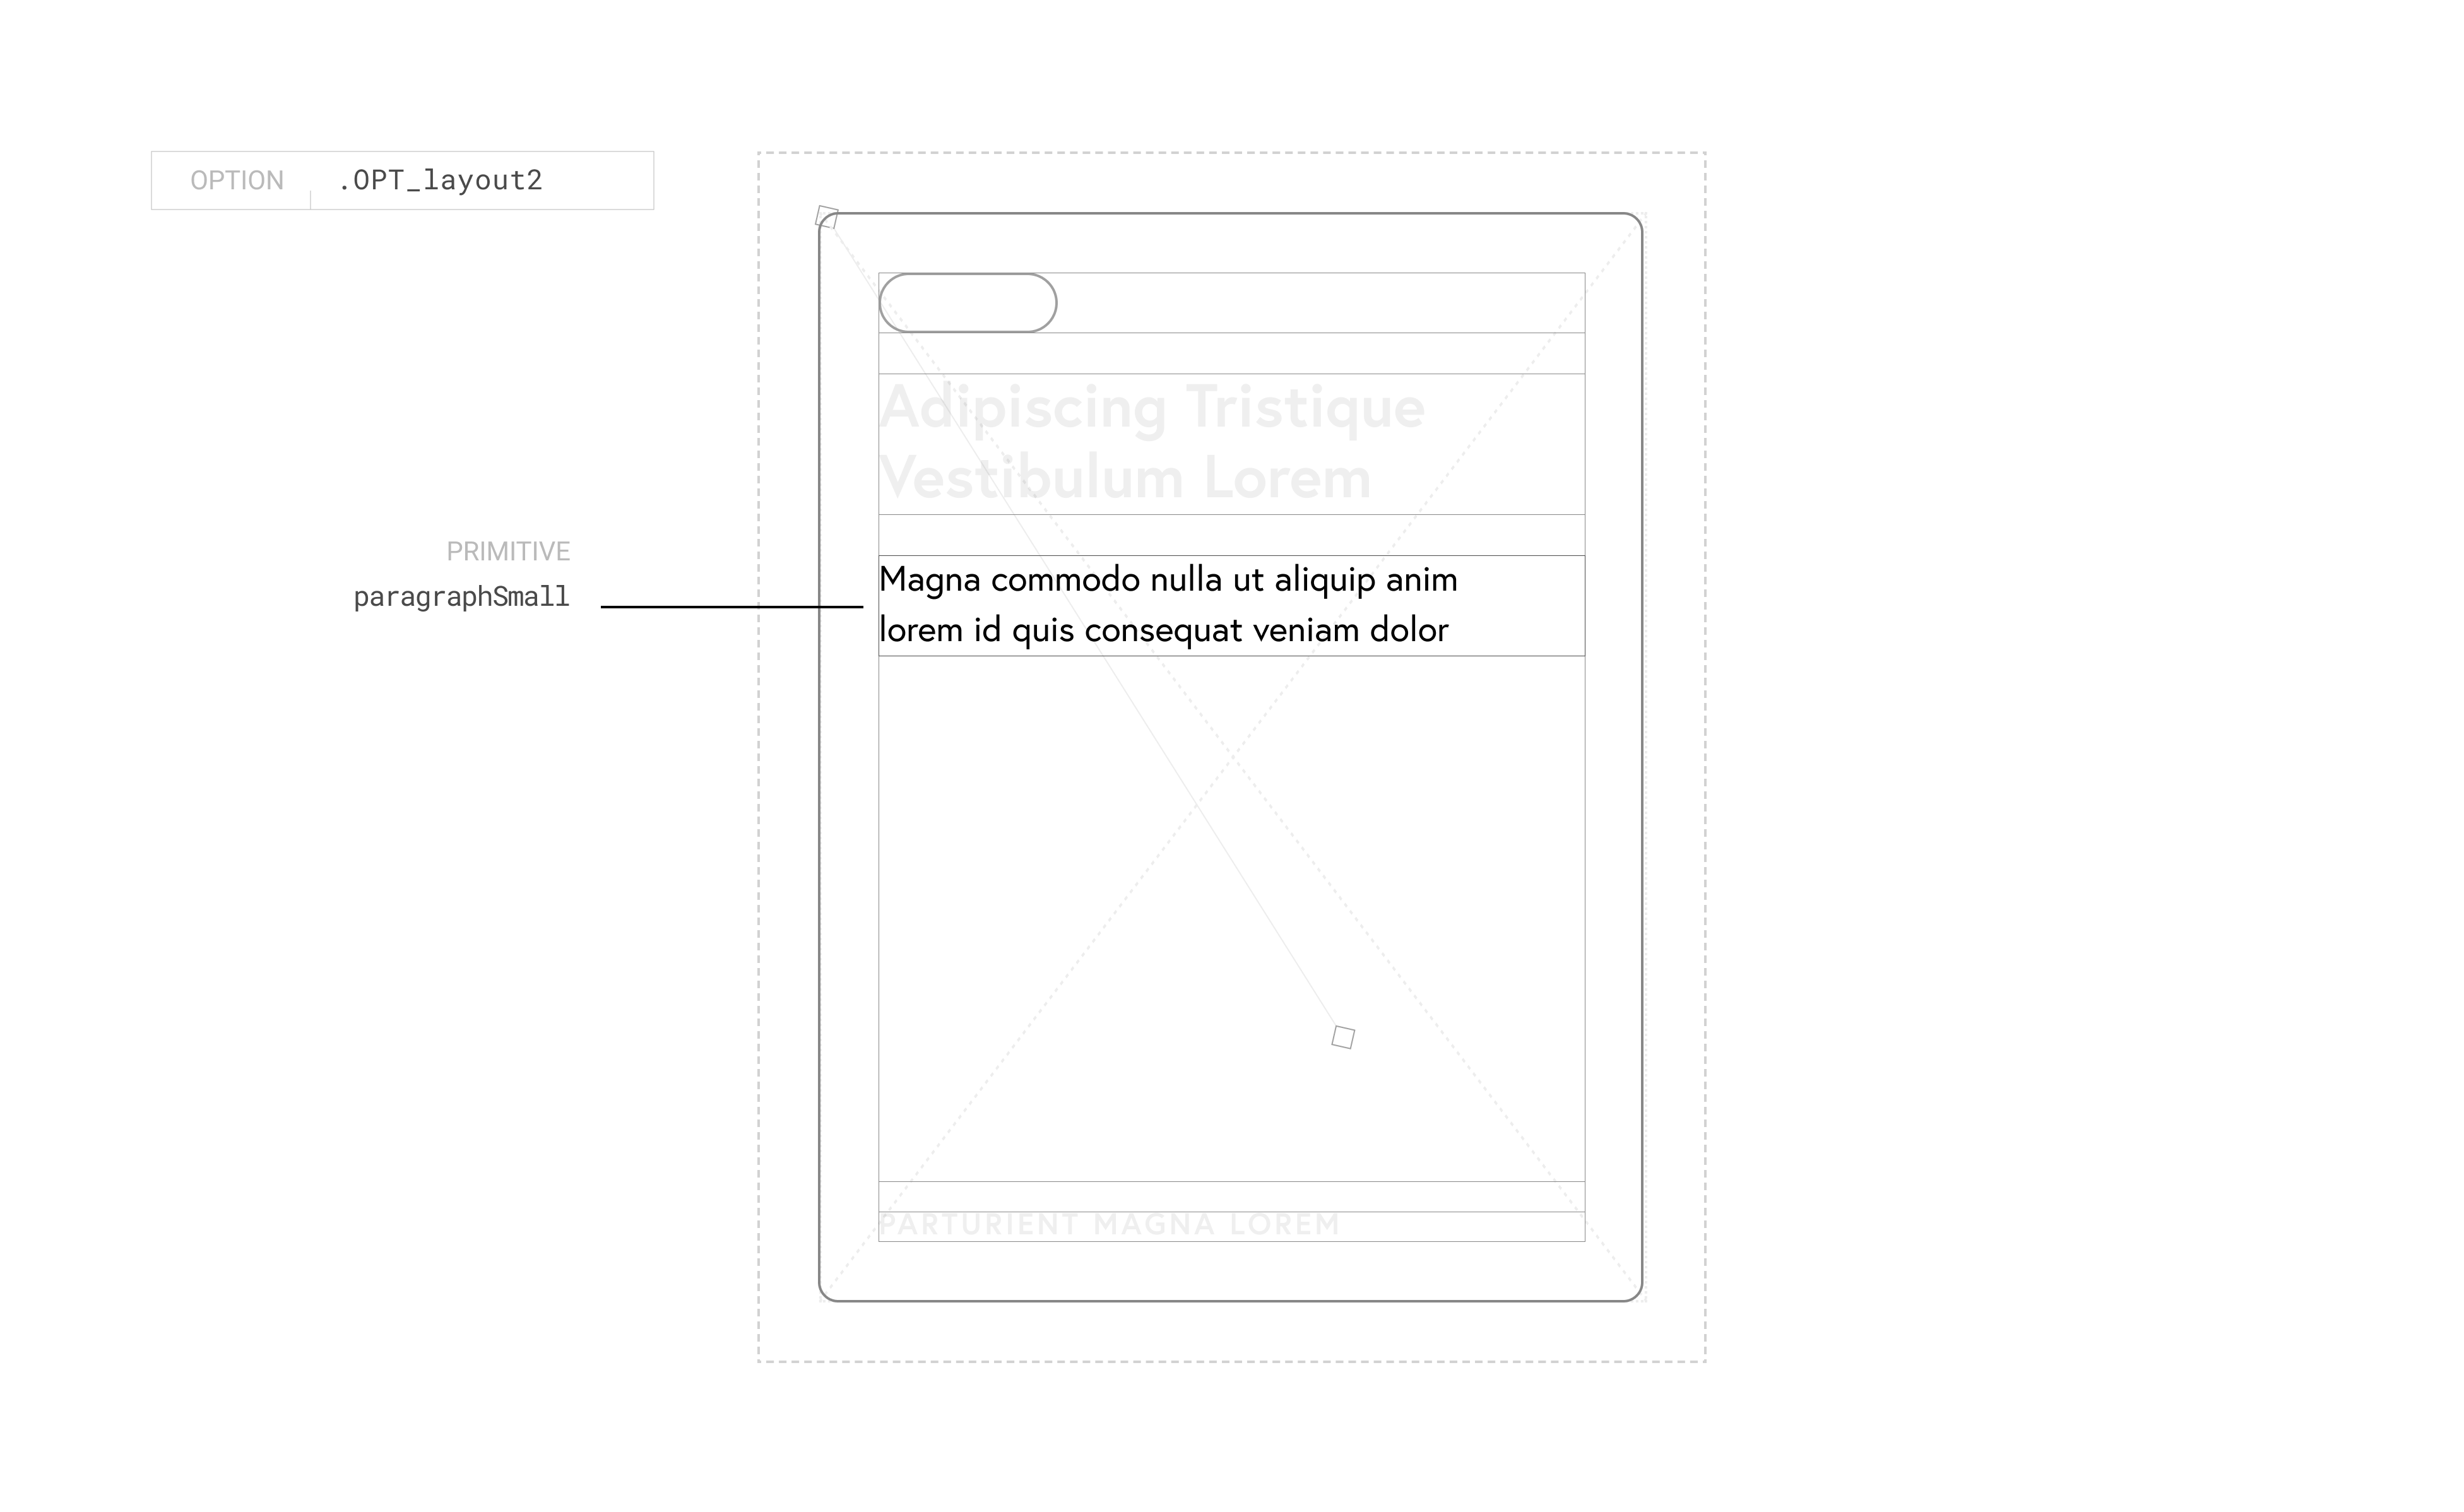 OPTION .OPT_layout2
Adipiscing Tristique
Vestibulum Lorem
PRIMITIVE
paragraphSmall
Magna commodo nulla ut aliquip anim
lorem id quis consequat veniam dolor
PARTURIENT MAGNA LOREM